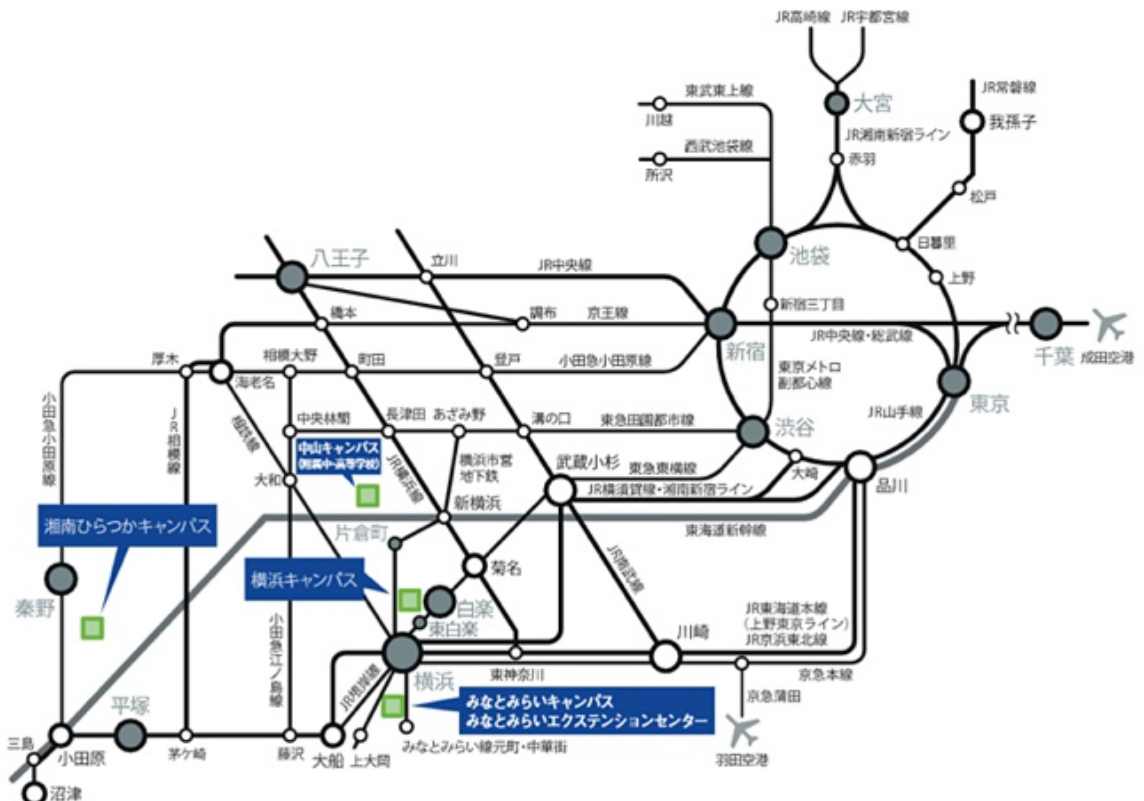 JR高崎線
JR宇都宮線
東武東上線
川越
大宮
JR常磐線
我孫子
JR湘南新宿ライン
西武池袋線
所沢
赤羽
松戸
日暮里
池袋
上野
八王子
立川
JR中央線
新宿三丁目
橋本
調布
京王線
新宿
JR中央線・総武線
千葉
成田空港
厚木
海老名
相模大野
町田
登戸
小田急小田原線
東京メトロ
副都心線
東京
小田急小田原線
JR相模線
相鉄線
中央林間
長津田
あざみ野
溝の口
東急田園都市線
渋谷
JR山手線
中山キャンパス
(附属中・高等学校)
JR横浜線
横浜市営
地下鉄
武蔵小杉
東急東横線
大崎
大和
JR横須賀線・湘南新宿ライン
品川
新横浜
東海道新幹線
湘南ひらつかキャンパス
片倉町
菊名
JR南武線
横浜キャンパス
秦野
白楽
東白楽
小田急江ノ島線
川崎
JR東海道本線
(上野東京ライン)
JR京浜東北線
東神奈川
京急本線
横浜
JR根岸線
京急蒲田
みなとみらいキャンパス
みなとみらいエクステンションセンター
平塚
三島
小田原
茅ケ崎
藤沢
大船
上大岡
みなとみらい線元町・中華街
羽田空港
沼津